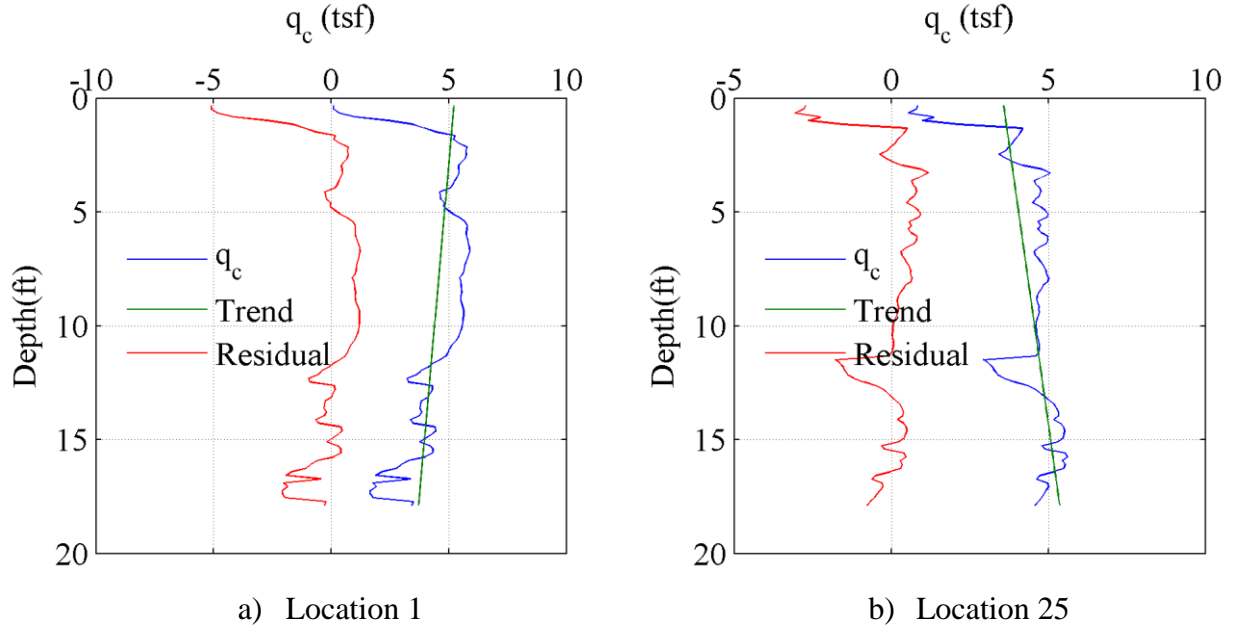 q_c (tsf)
-10 -5 0 5 10
0
5
10
15
20
Depth(ft)
q_c
Trend
Residual
a) Location 1
q_c (tsf)
-5 0 5 10
0
5
10
15
20
Depth(ft)
q_c
Trend
Residual
b) Location 25